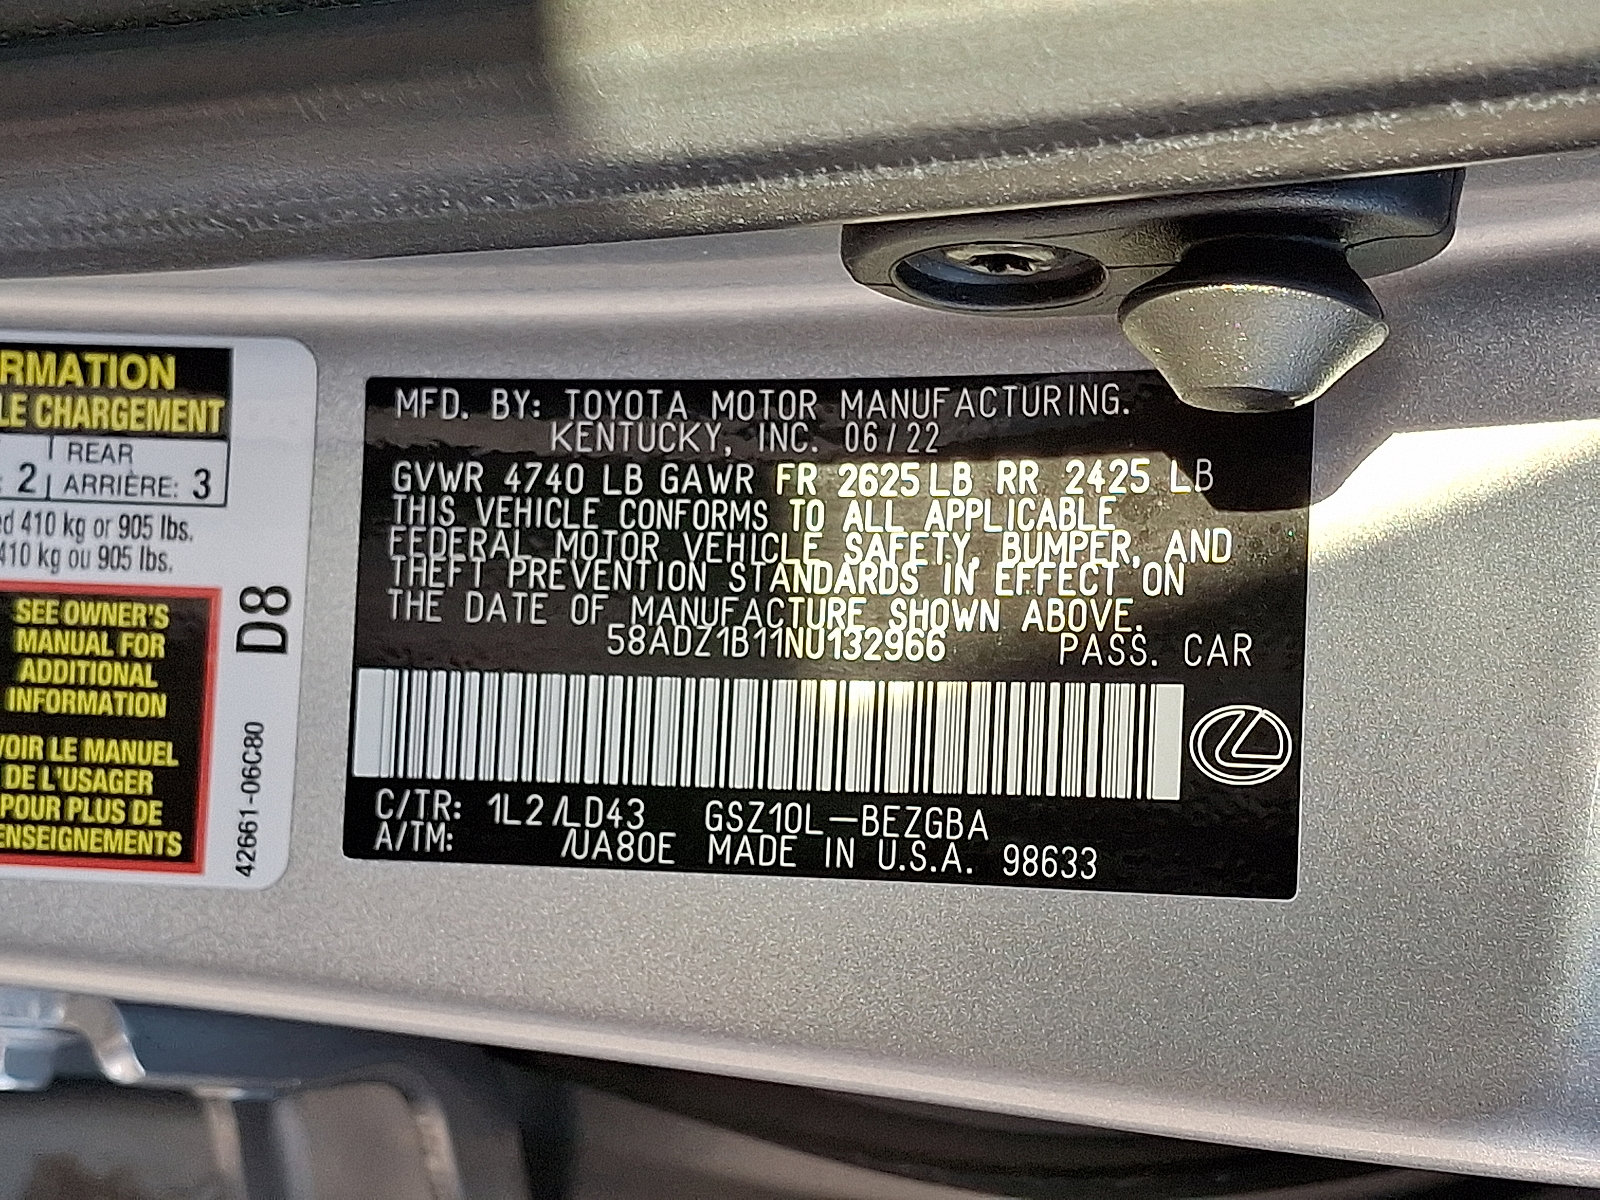 RMATION
LE CHARGEMENT
2 REAR
ARRIÈRE: 3
ed 410 kg or 905 lbs.
410 kg ou 905 lbs.
SEE OWNER'S
MANUAL FOR
ADDITIONAL
INFORMATION
VOIR LE MANUEL
DE L'USAGER
POUR PLUS DE
ENSEIGNEMENTS
D8
42661-06C80
MFD. BY: TOYOTA MOTOR MANUFACTURING.
KENTUCKY, INC. 06/22
GVWR 4740 LB GAWR FR 2625 LB RR 2425 LB
THIS VEHICLE CONFORMS TO ALL APPLICABLE
FEDERAL MOTOR VEHICLE SAFETY, BUMPER, AND
THEFT PREVENTION STANDARDS IN EFFECT ON
THE DATE OF MANUFACTURE SHOWN ABOVE.
58ADZ1B11NU132966 PASS. CAR
C/TR: 1L2/LD43 GSZ10L-BEZGBA
A/TM: /UA80E MADE IN U.S.A. 98633